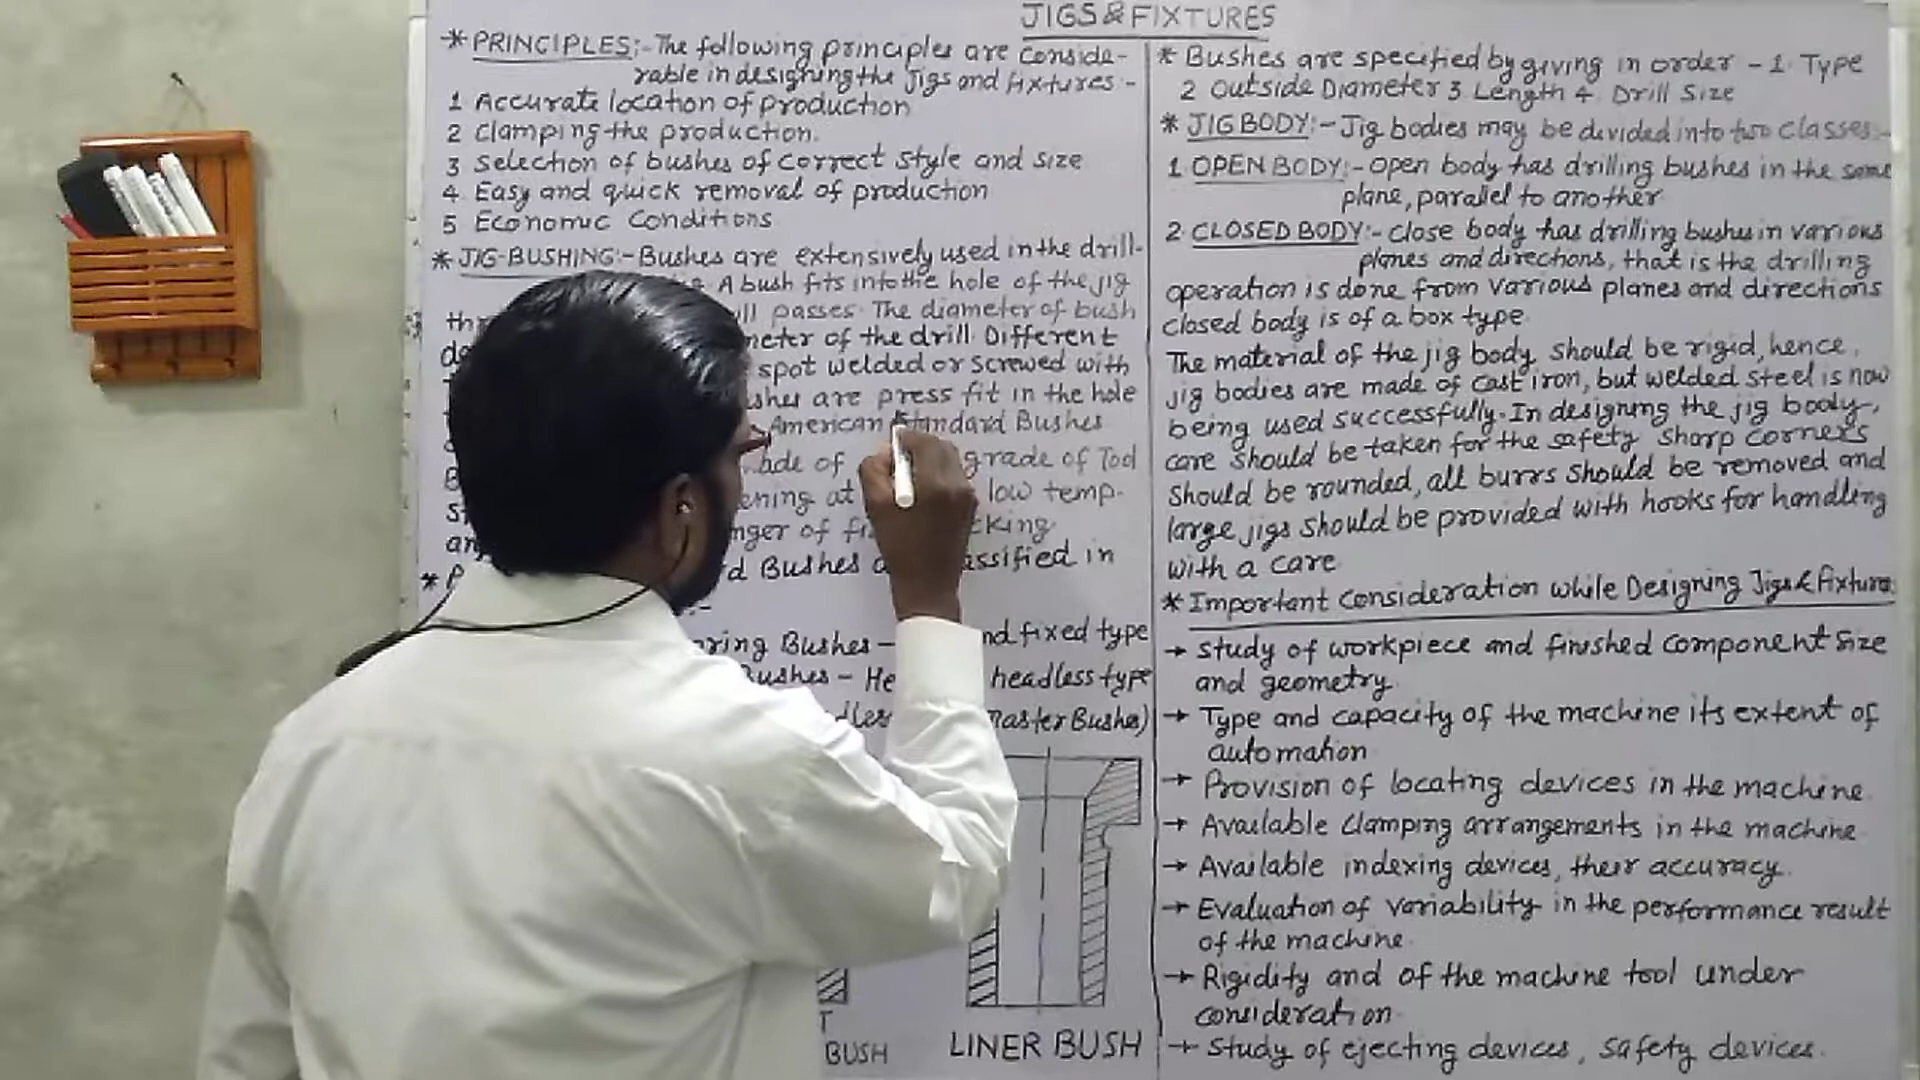 JIGS & FIXTURES
* PRINCIPLES:- The following principles are conside-
rable in designing the Jigs and fixtures:-
1 Accurate location of production
2 Clamping the production.
3 Selection of bushes of correct style and size
4. Easy and quick removal of production
5 Economic Conditions
* JIG-BUSHING:- Bushes are extensively used in the drill-
A bush fits into the hole of the jig
passes. The diameter of bush
of the drill Different
spot welded or screwed with
are press fit in the hole
American Standard Bushes
of grade of Tool
at low temp.
of
Bushes in
Bushes - fixed type
- headless type
Bushes)
BUSH
LINER BUSH
* Bushes are specified by giving in order - 1. Type
2 Outside Diameter 3. Length 4. Drill Size
* JIG BODY:- Jig bodies may be devided into two classes:-
1. OPEN BODY:- Open body has drilling bushes in the same
plane, parallel to another.
2. CLOSED BODY:- Close body has drilling bushes in various
planes and directions, that is the drilling
operation is done from various planes and directions
closed body is of a box type.
The material of the jig body should be rigid, hence,
jig bodies are made of cast iron, but welded steel is now
being used successfully. In designing the jig body,
care should be taken for the safety sharp corners
should be rounded, all burrs should be removed and
large jigs should be provided with hooks for handling
with a care
* Important Consideration while Designing Jigs & fixtures
→ Study of workpiece and finished component size
and geometry.
→ Type and capacity of the machine its extent of
automation
→ Provision of locating devices in the machine.
→ Available clamping arrangements in the machine
→ Available indexing devices, their accuracy.
→ Evaluation of variability in the performance result
of the machine.
→ Rigidity and of the machine tool under
consideration.
→ Study of ejecting devices, safety devices.